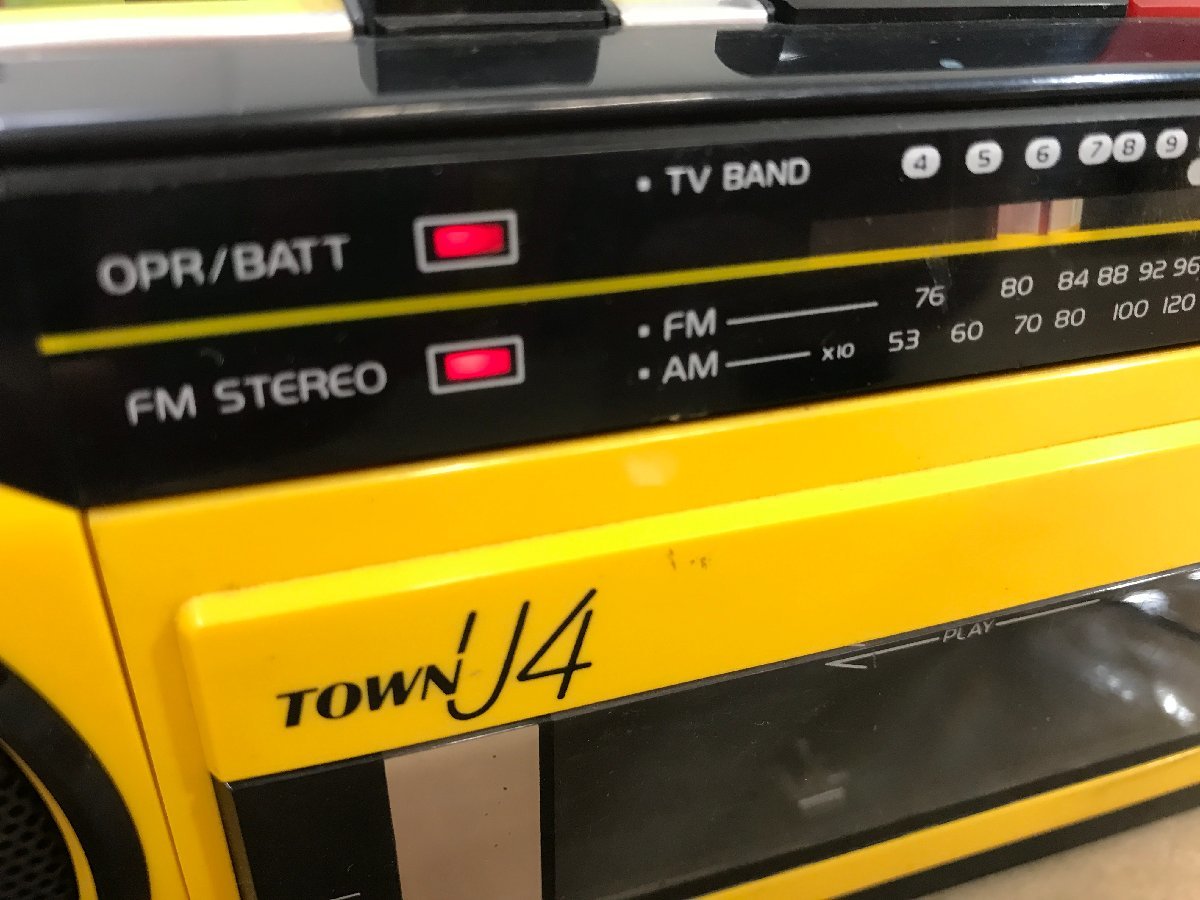 TV BAND 4 5 6 7 8 9
OPR/BATT
FM 76 80 84 88 92 96
AM X10 53 60 70 80 100 120
FM STEREO
TOWN U4
PLAY